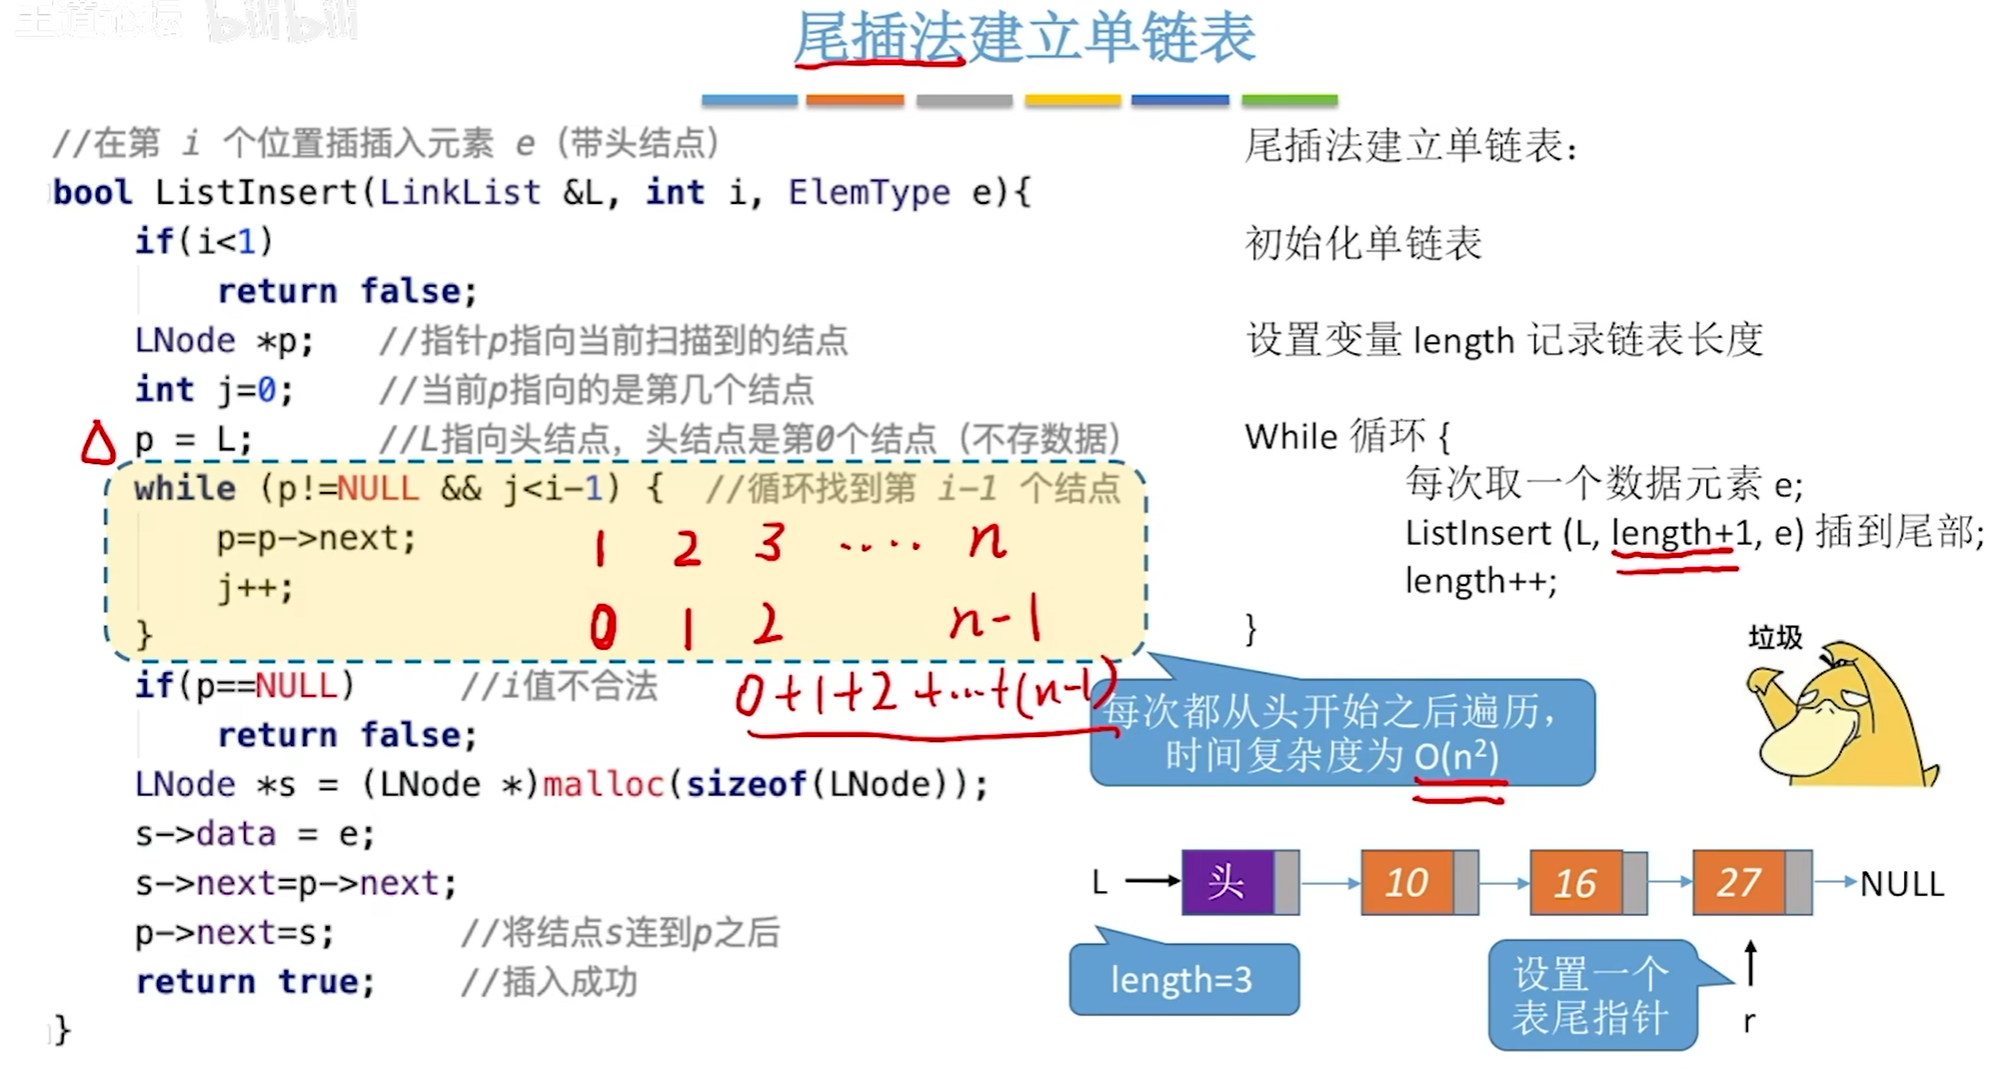 王道论坛 bilibili
尾插法建立单链表
//在第 i 个位置插插入元素 e（带头结点）
bool ListInsert(LinkList &L, int i, ElemType e){
if(i<1)
return false;
LNode *p; //指针p指向当前扫描到的结点
int j=0; //当前p指向的是第几个结点
p = L; //L指向头结点，头结点是第0个结点（不存数据）
while (p!=NULL && j<i-1) { //循环找到第 i-1 个结点
p=p->next;
j++;
}
1 2 3 ···· n
0 1 2 n-1
if(p==NULL) //i值不合法
0+1+2+···+(n-1)
return false;
LNode *s = (LNode *)malloc(sizeof(LNode));
s->data = e;
s->next=p->next;
p->next=s; //将结点s连到p之后
return true; //插入成功
}
尾插法建立单链表：
初始化单链表
设置变量 length 记录链表长度
While 循环 {
每次取一个数据元素 e;
ListInsert (L, length+1, e) 插到尾部;
length++;
}
垃圾
每次都从头开始之后遍历，
时间复杂度为 O(n²)
L 头 10 16 27 NULL
length=3
设置一个
表尾指针
r